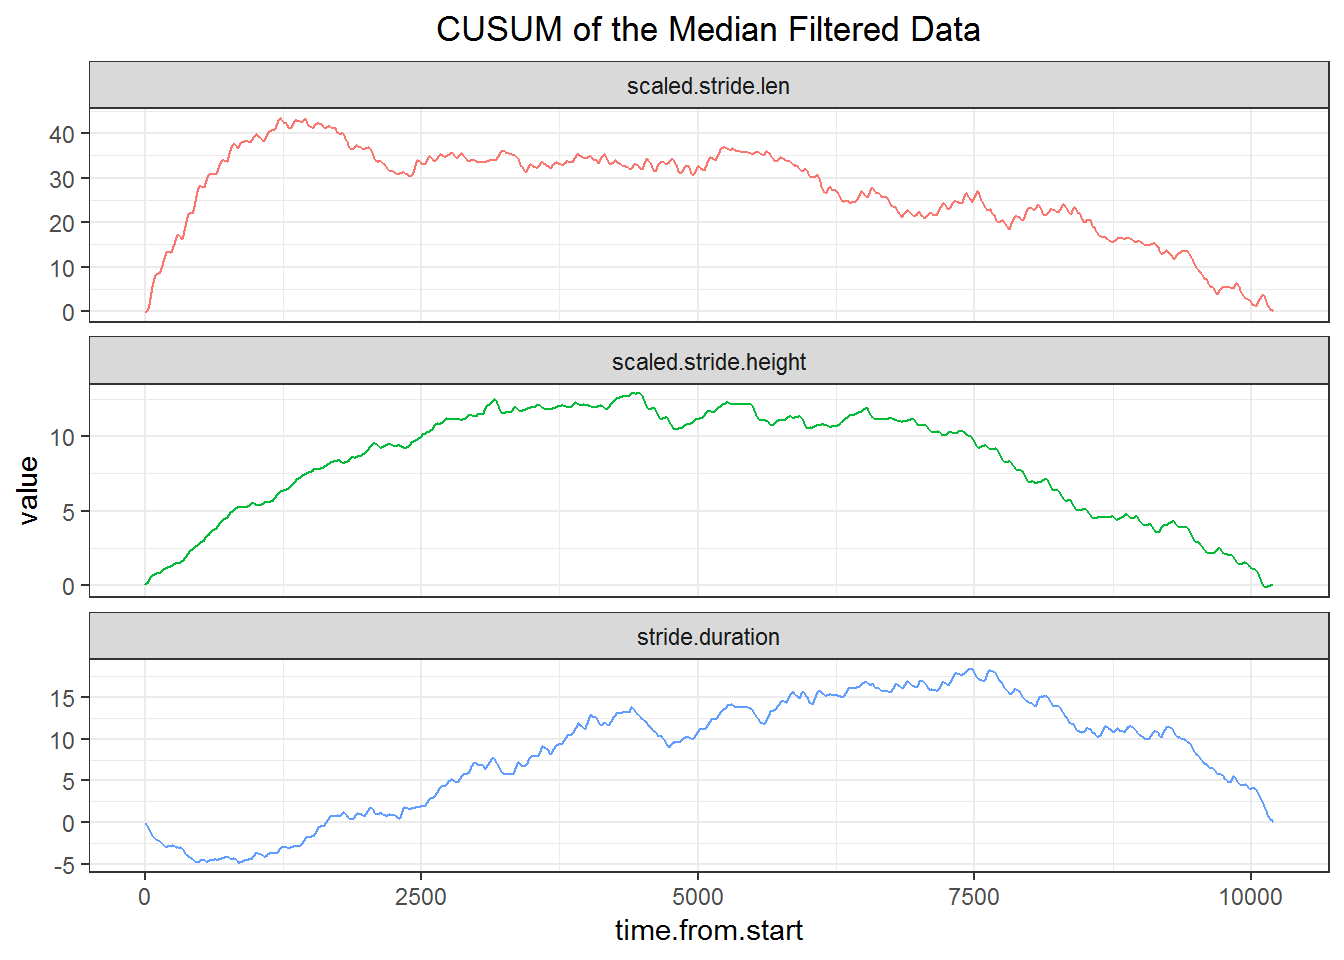 CUSUM of the Median Filtered Data
scaled.stride.len
40
30
20
10
0
scaled.stride.height
10
5
0
value
stride.duration
15
10
5
0
-5
0 2500 5000 7500 10000
time.from.start